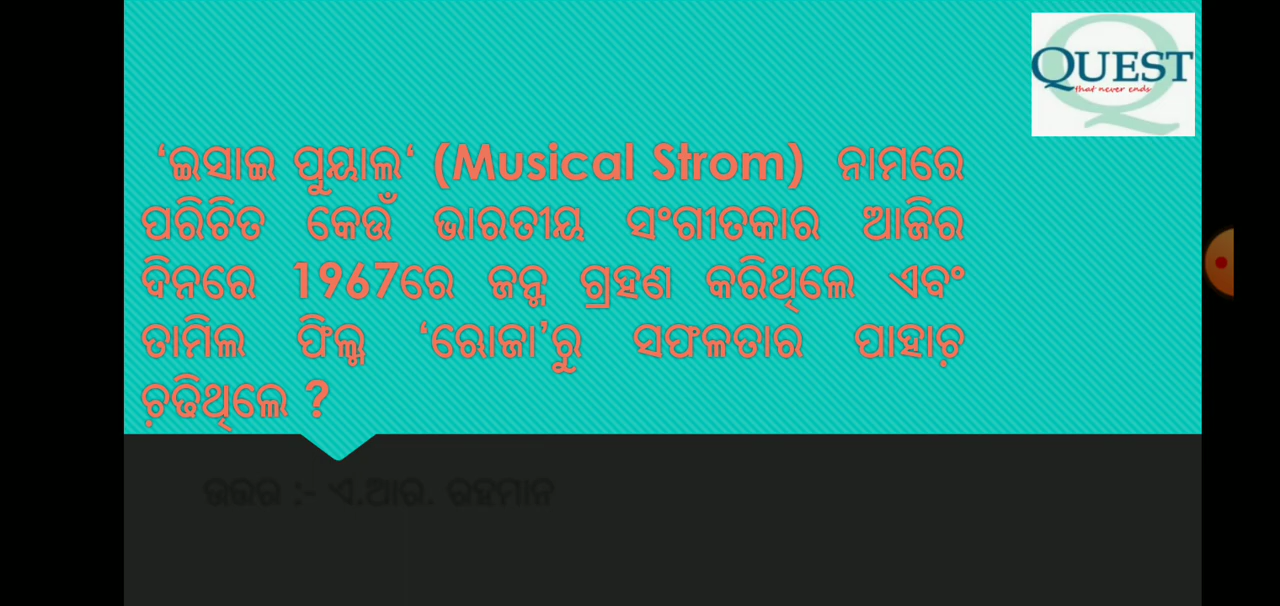 QUEST
that never ends
‘ଇସାଇ ପୁୟାଲ‘ (Musical Strom) ନାମରେ
ପରିଚିତ କେଉଁ ଭାରତୀୟ ସଂଗୀତକାର ଆଜିର
ଦିନରେ 1967ରେ ଜନ୍ମ ଗ୍ରହଣ କରିଥିଲେ ଏବଂ
ତାମିଲ ଫିଲ୍ମ ‘ରୋଜା’ରୁ ସଫଳତାର ପାହାଚ
ଚଢିଥିଲେ ?
ଉତ୍ତର :- ଏ.ଆର. ରହମାନ